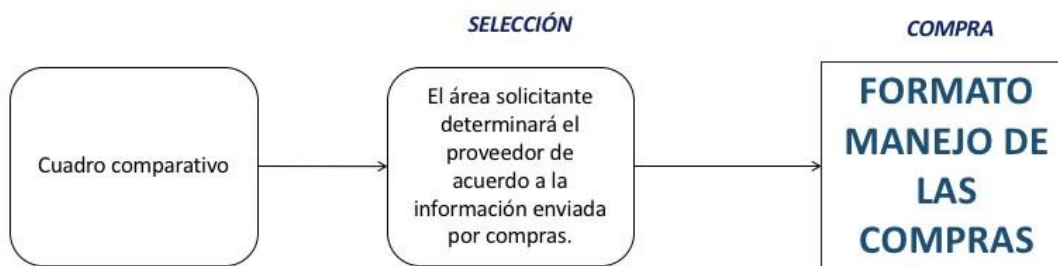 SELECCIÓN
COMPRA
Cuadro comparativo
El área solicitante
determinará el
proveedor de
acuerdo a la
información enviada
por compras.
FORMATO
MANEJO DE
LAS
COMPRAS